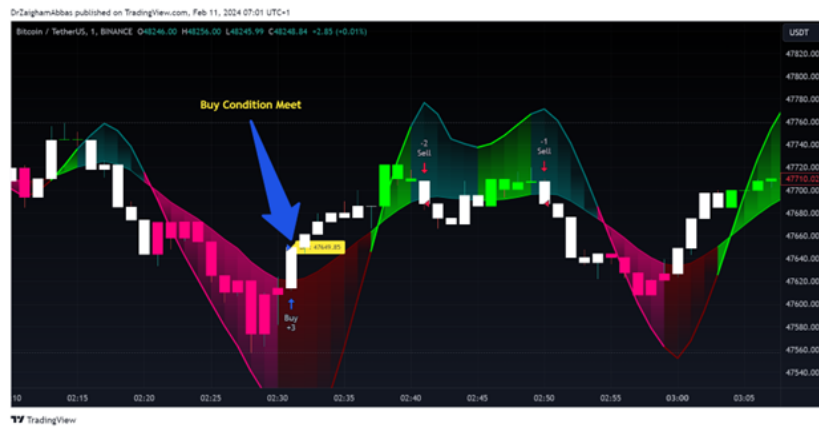 DrZaighamAbbas published on TradingView.com, Feb 11, 2024 07:01 UTC+1
Bitcoin / TetherUS, 1, BINANCE O48246.00 H48256.00 L48245.99 C48248.84 +2.85 (+0.01%)
USDT
47820.00
47800.00
Buy Condition Meet
47780.00
47760.00
-2
Sell
-1
Sell
47740.00
47720.00
47710.02
47680.00
47660.00
47649.85
47640.00
47620.00
47600.00
Buy
+3
47580.00
47560.00
47540.00
10 02:15 02:20 02:25 02:30 02:35 02:40 02:45 02:50 02:55 03:00 03:05
TradingView